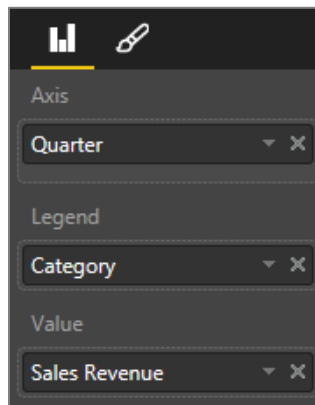 Axis
Quarter
Legend
Category
Value
Sales Revenue